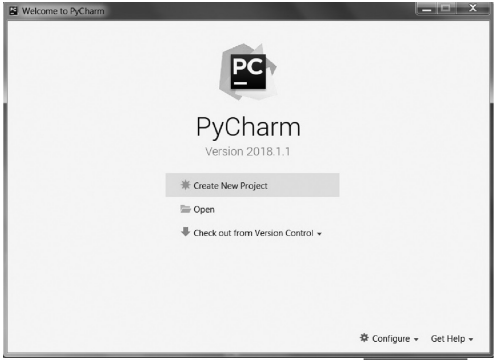 Welcome to PyCharm
PC
PyCharm
Version 2018.1.1
Create New Project
Open
Check out from Version Control
Configure
Get Help